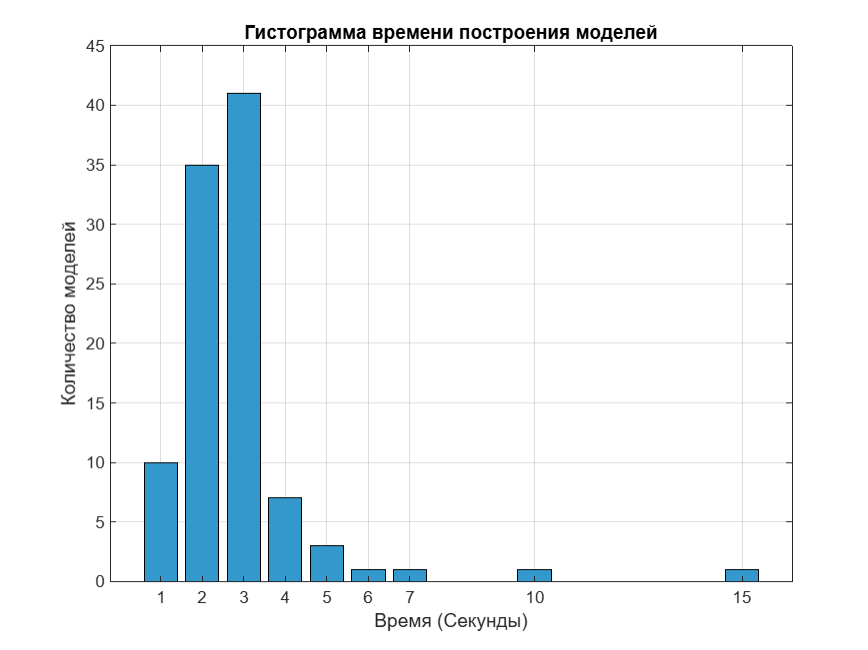 Гистограмма времени построения моделей
45
40
35
30
25
20
15
10
5
0
Количество моделей
1 2 3 4 5 6 7 10 15
Время (Секунды)